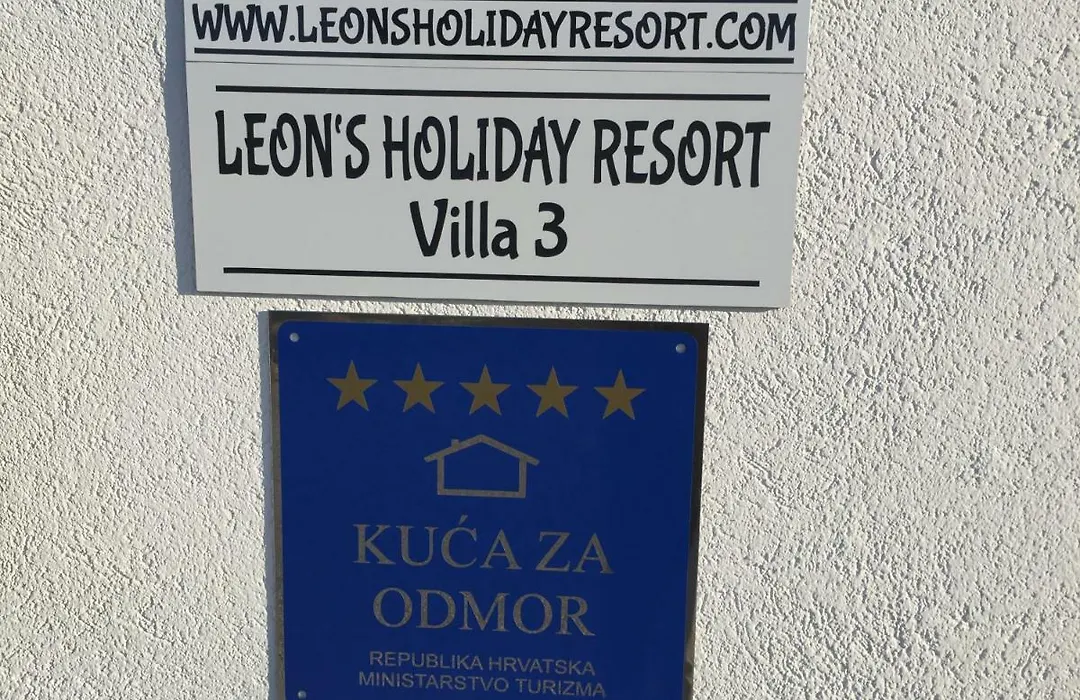 WWW.LEONSHOLIDAYRESORT.COM
LEON'S HOLIDAY RESORT
Villa 3
KUĆA ZA
ODMOR
REPUBLIKA HRVATSKA
MINISTARSTVO TURIZMA